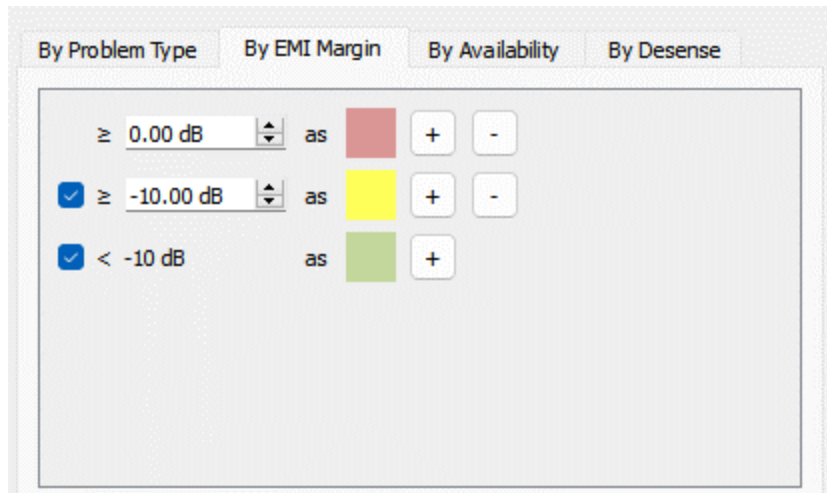 By Problem Type By EMI Margin By Availability By Desense
≥ 0.00 dB as + -
≥ -10.00 dB as + -
< -10 dB as +